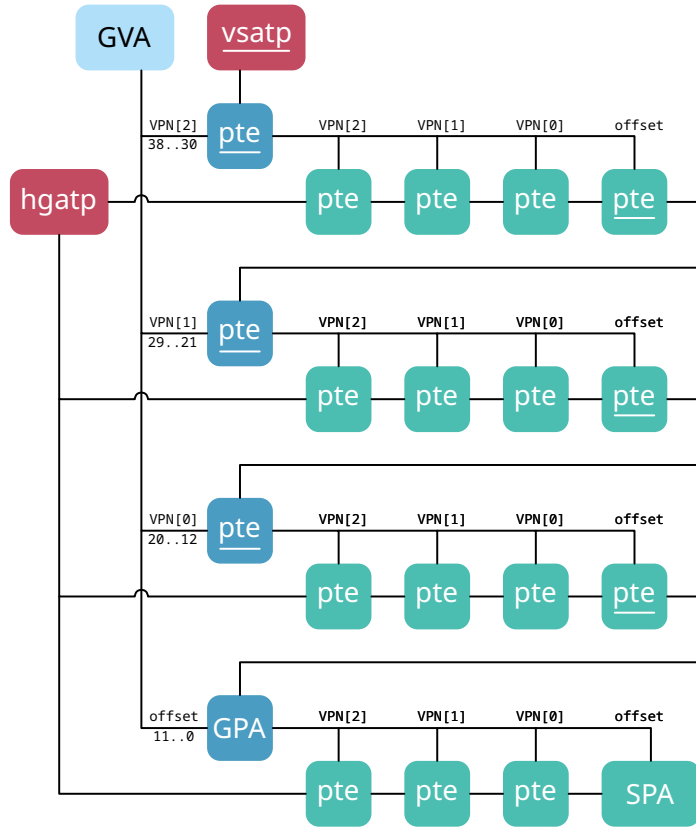 GVA
vsatp
VPN[2]
38..30
pte
VPN[2]
VPN[1]
VPN[0]
offset
hgatp
pte
pte
pte
pte
VPN[1]
29..21
pte
VPN[2]
VPN[1]
VPN[0]
offset
pte
pte
pte
pte
VPN[0]
20..12
pte
VPN[2]
VPN[1]
VPN[0]
offset
pte
pte
pte
pte
offset
11..0
GPA
VPN[2]
VPN[1]
VPN[0]
offset
pte
pte
pte
SPA